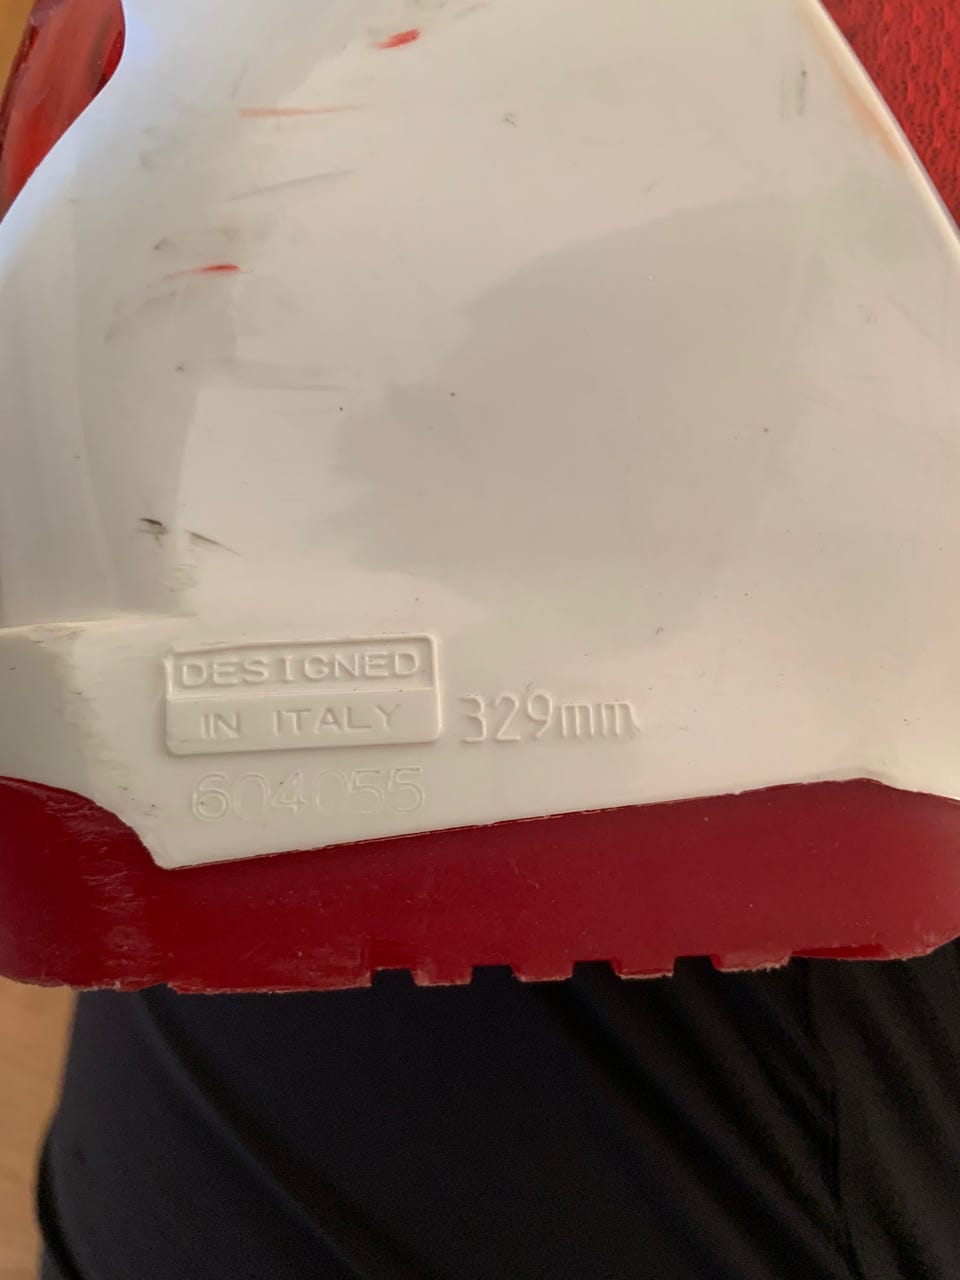 DESIGNED
IN ITALY
329mm
604055